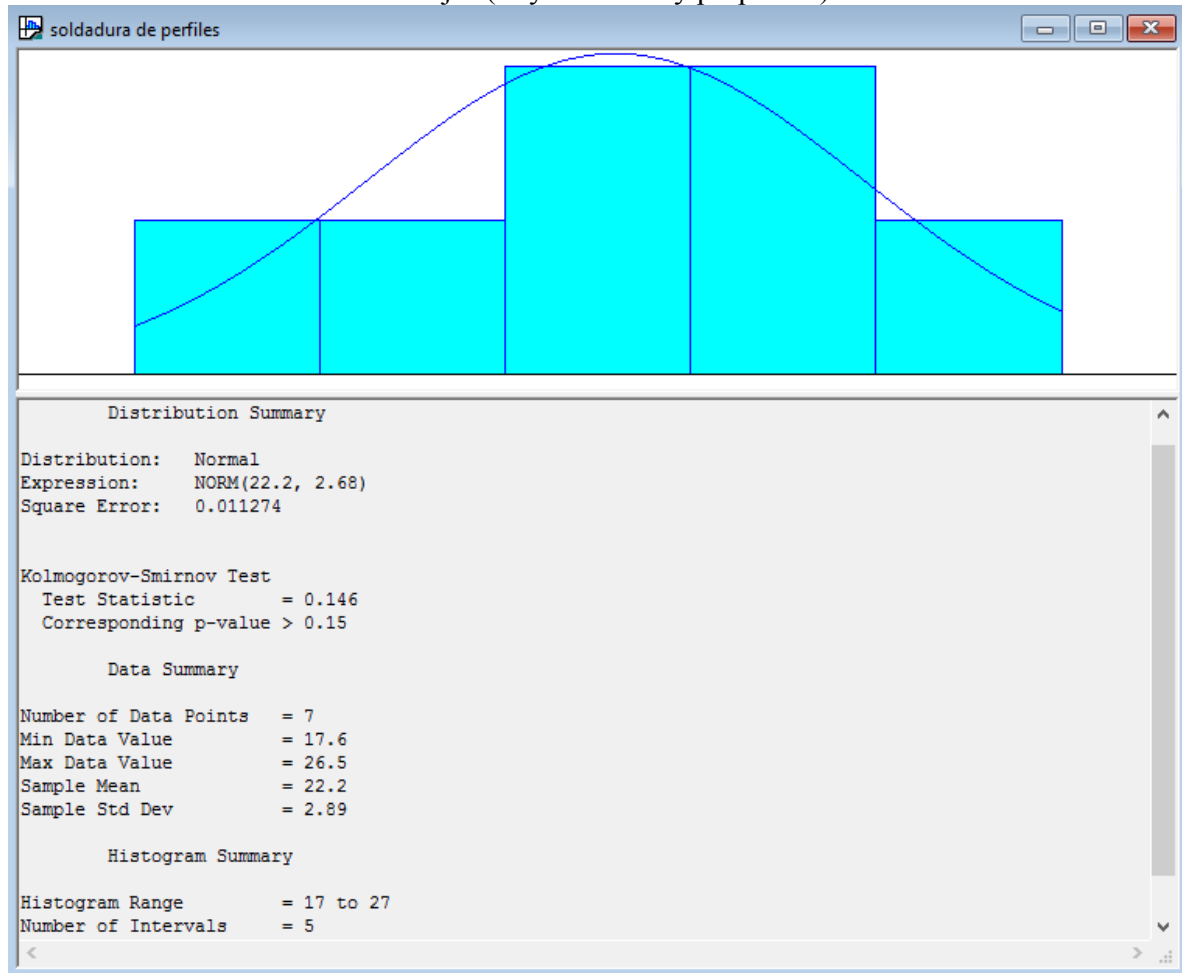 soldadura de perfiles
Distribution Summary
Distribution: Normal
Expression: NORM(22.2, 2.68)
Square Error: 0.011274
Kolmogorov-Smirnov Test
Test Statistic = 0.146
Corresponding p-value > 0.15
Data Summary
Number of Data Points = 7
Min Data Value = 17.6
Max Data Value = 26.5
Sample Mean = 22.2
Sample Std Dev = 2.89
Histogram Summary
Histogram Range = 17 to 27
Number of Intervals = 5